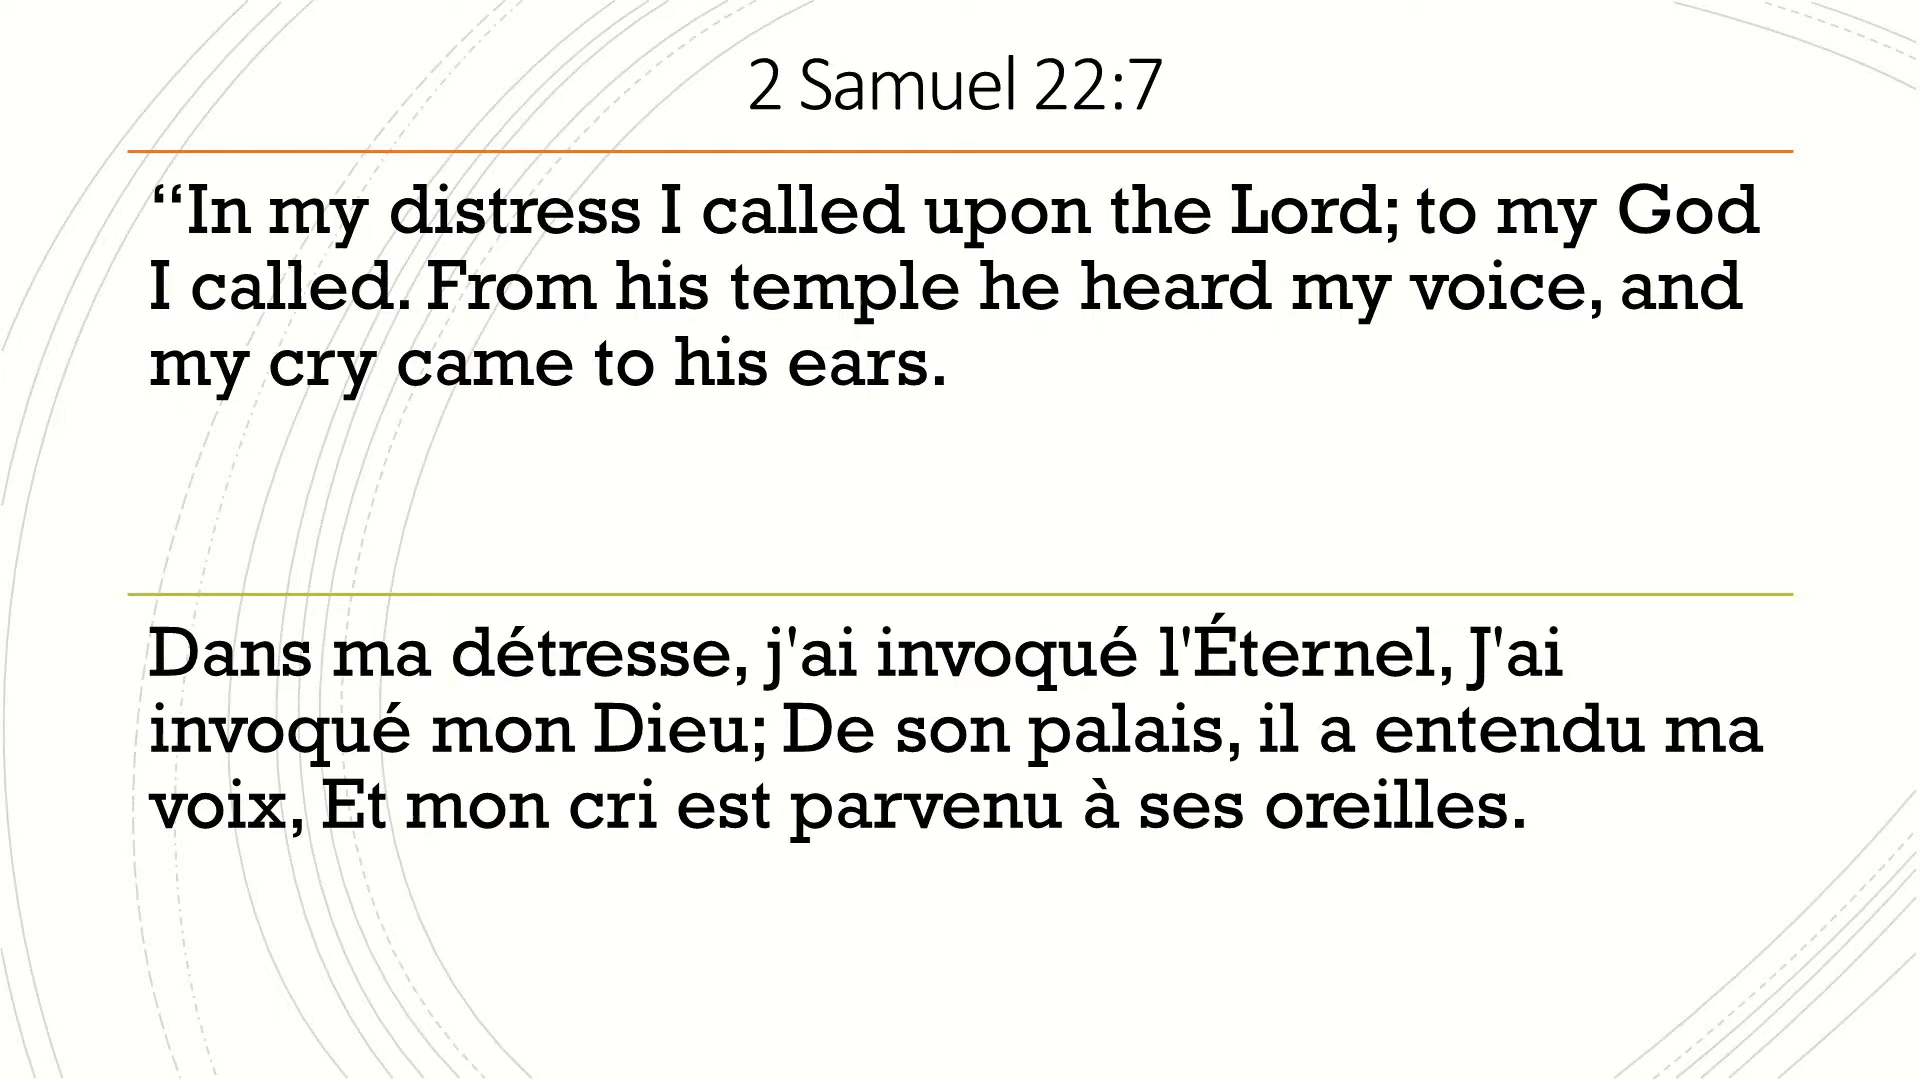 2 Samuel 22:7
“In my distress I called upon the Lord; to my God
I called. From his temple he heard my voice, and
my cry came to his ears.
Dans ma détresse, j'ai invoqué l'Éternel, J'ai
invoqué mon Dieu; De son palais, il a entendu ma
voix, Et mon cri est parvenu à ses oreilles.